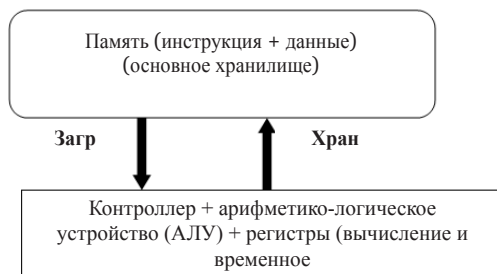 Память (инструкция + данные)
(основное хранилище)
Загр
Хран
Контроллер + арифметико-логическое
устройство (АЛУ) + регистры (вычисление и
временное